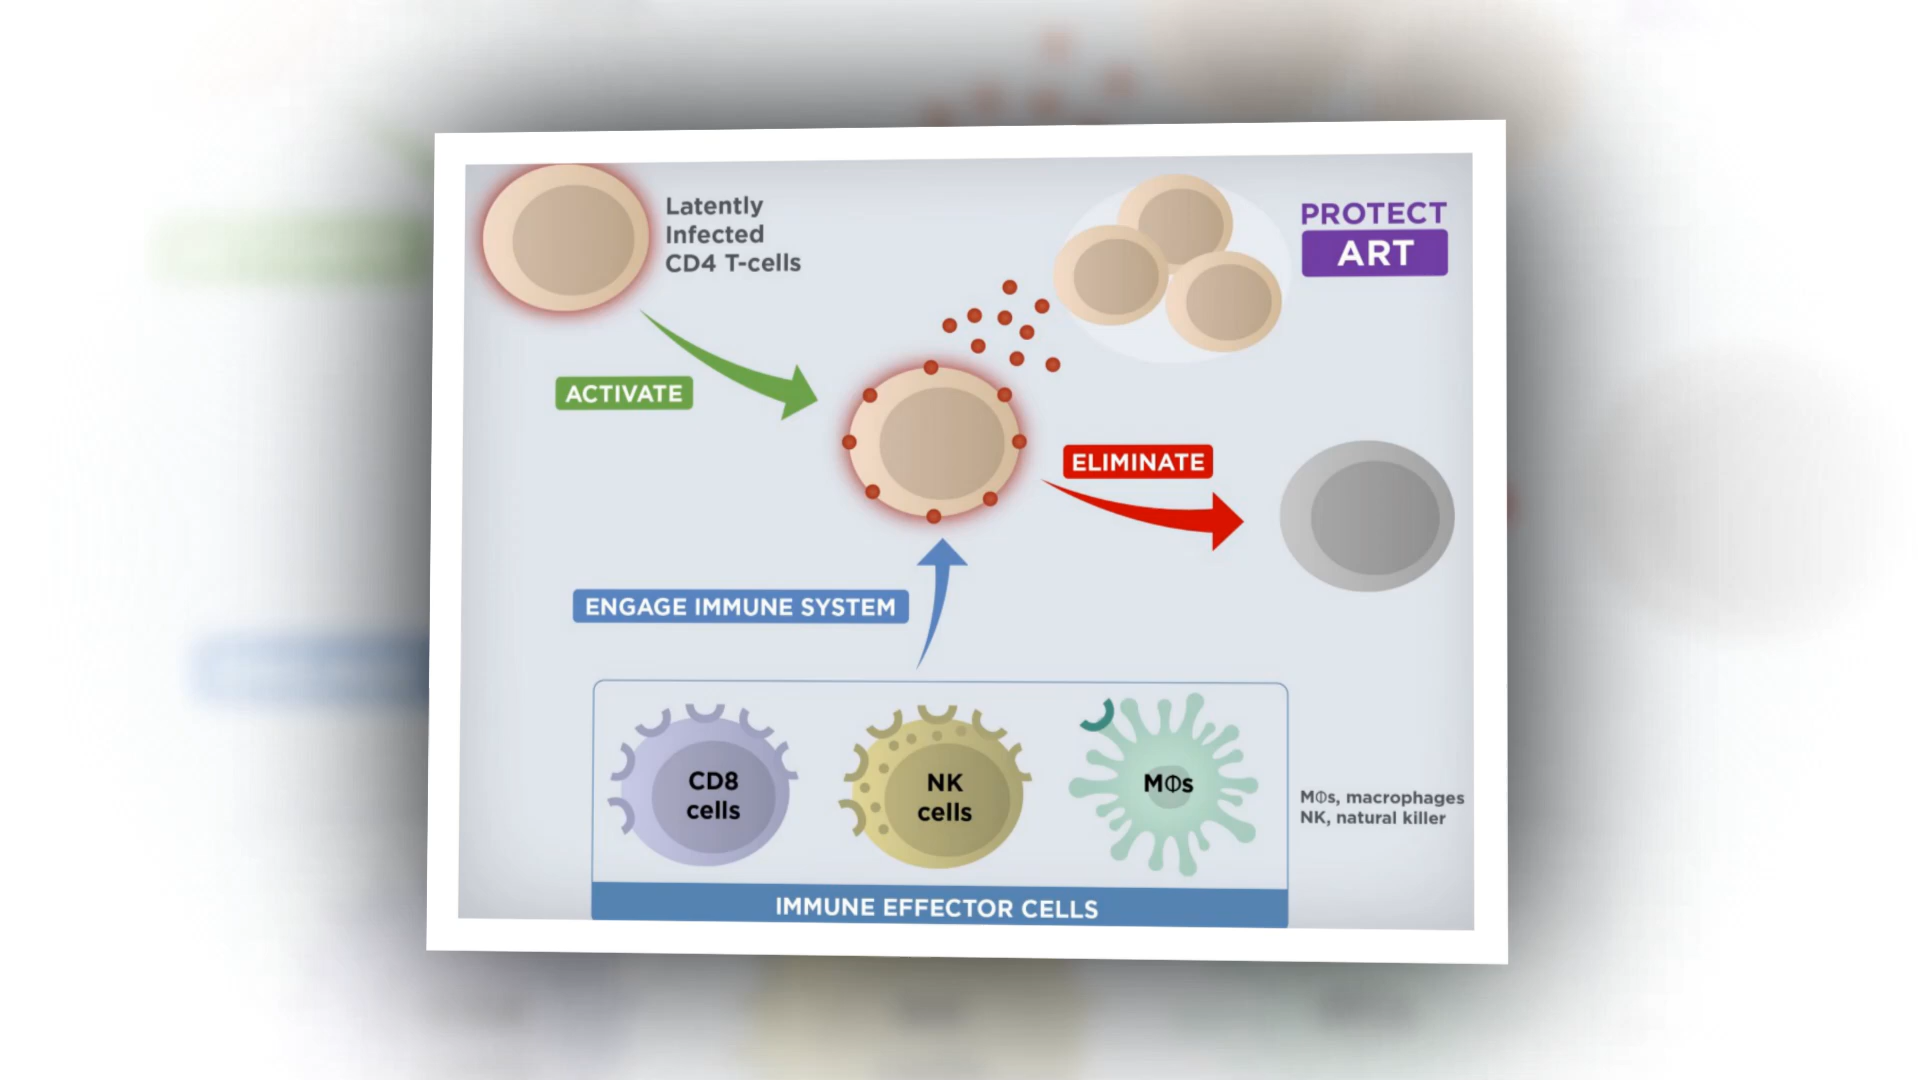 Latently
Infected
CD4 T-cells
PROTECT
ART
ACTIVATE
ELIMINATE
ENGAGE IMMUNE SYSTEM
CD8
cells
NK
cells
MΦs
MΦs, macrophages
NK, natural killer
IMMUNE EFFECTOR CELLS